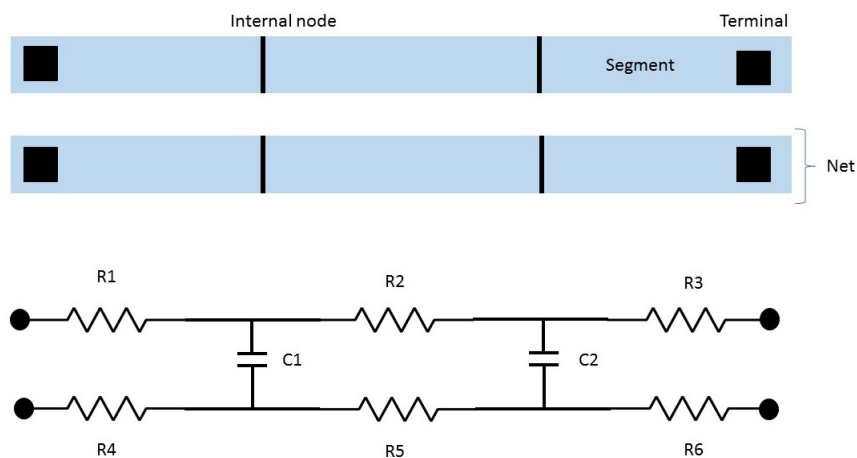 Internal node
Terminal
Segment
Net
R1
R2
R3
C1
C2
R4
R5
R6